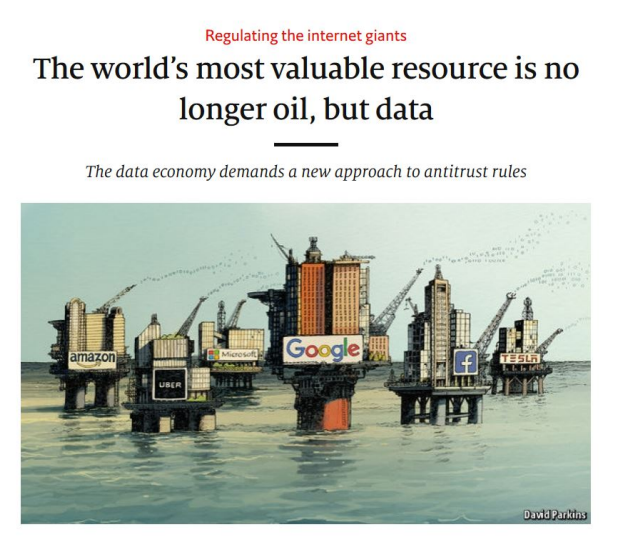 Regulating the internet giants
The world’s most valuable resource is no
longer oil, but data
The data economy demands a new approach to antitrust rules
amazon
UBER
Microsoft
Google
f
TESLA
David Parkins